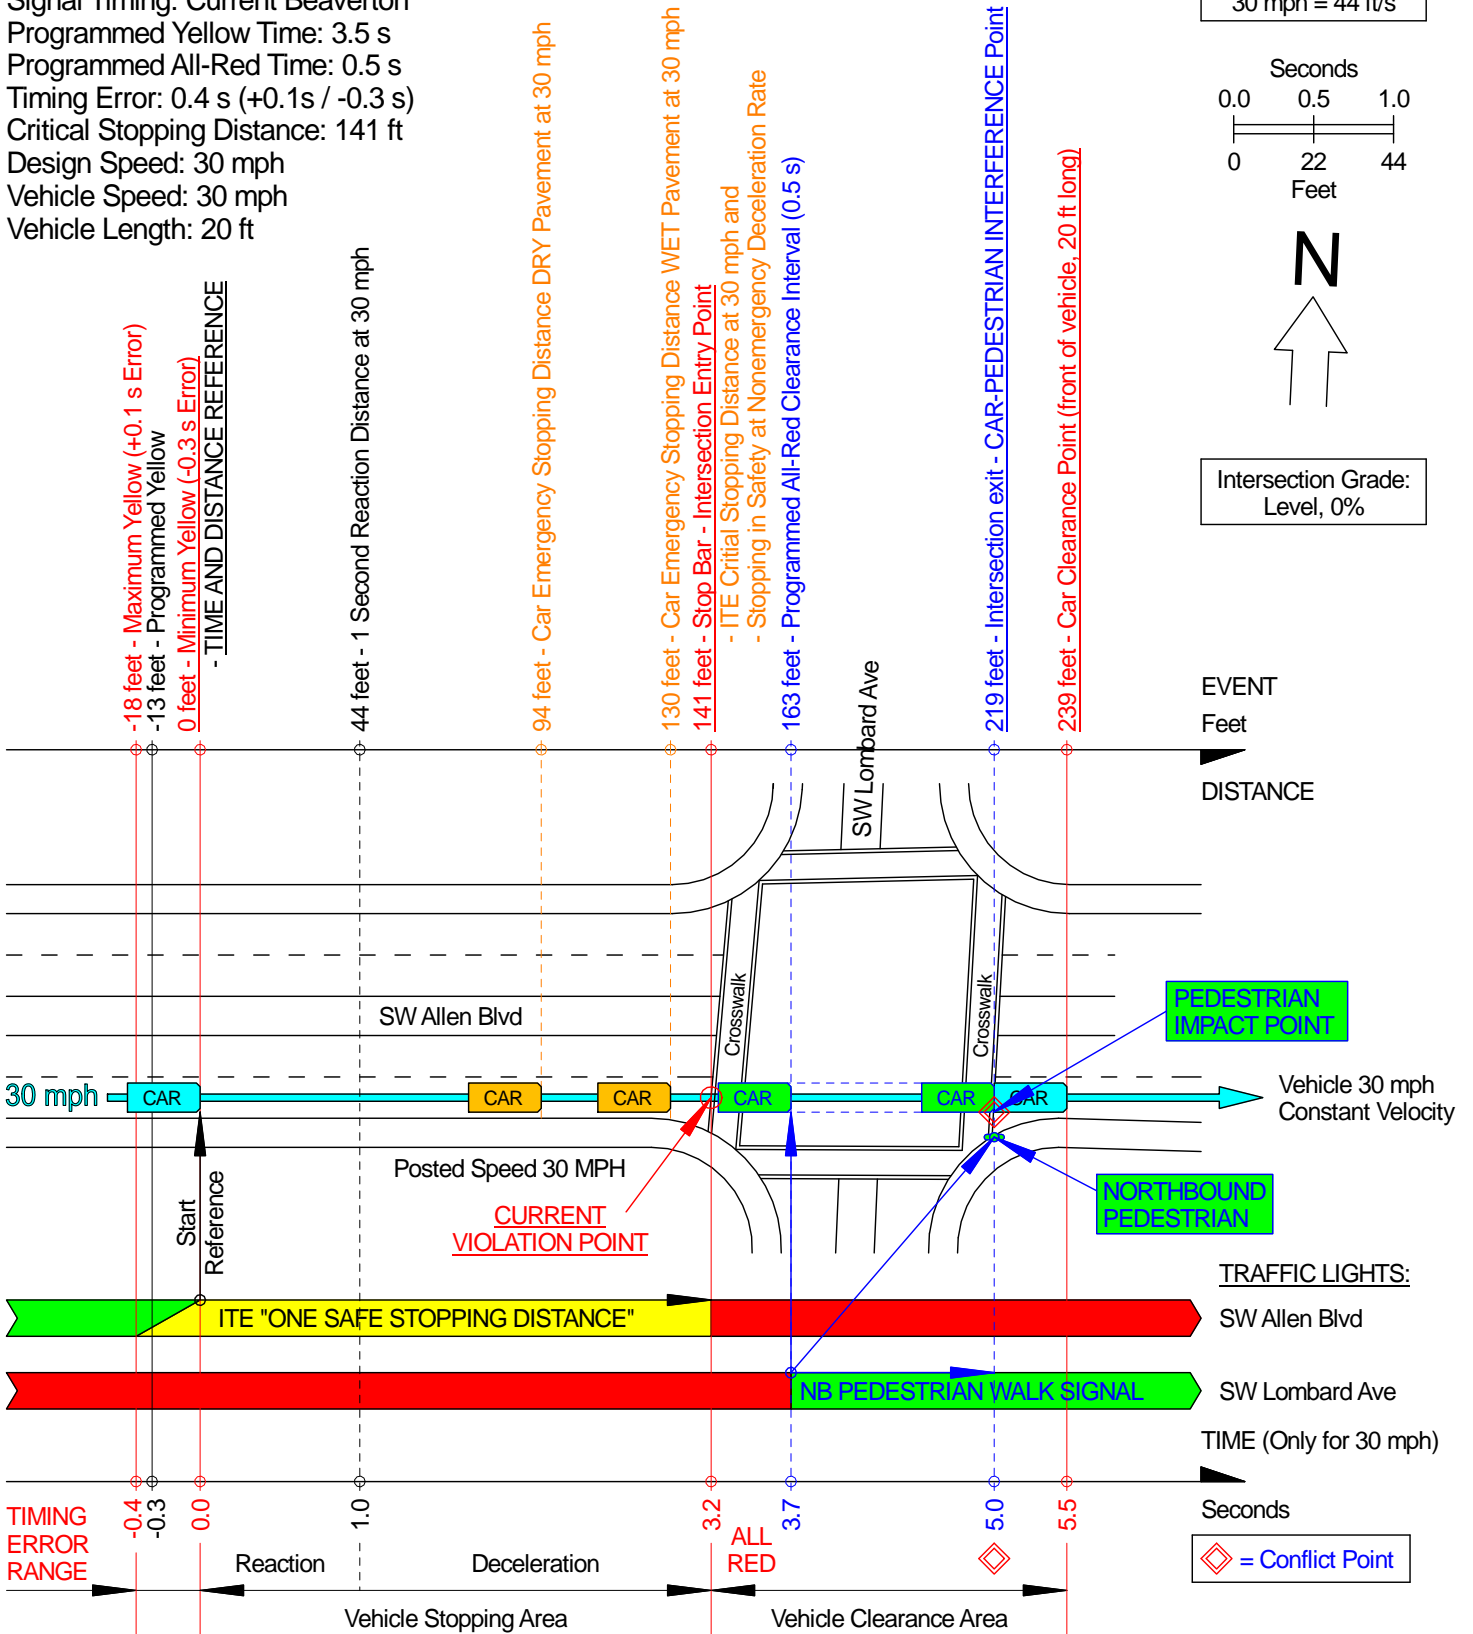 Signal Timing: Current Beaverton
Programmed Yellow Time: 3.5 s
Programmed All-Red Time: 0.5 s
Timing Error: 0.4 s (+0.1s / -0.3 s)
Critical Stopping Distance: 141 ft
Design Speed: 30 mph
Vehicle Speed: 30 mph
Vehicle Length: 20 ft
30 mph = 44 ft/s
Seconds
0.0 0.5 1.0
0 22 44
Feet
N
Intersection Grade:
Level, 0%
-18 feet - Maximum Yellow (+0.1 s Error)
-13 feet - Programmed Yellow
0 feet - Minimum Yellow (-0.3 s Error)
- TIME AND DISTANCE REFERENCE
44 feet - 1 Second Reaction Distance at 30 mph
94 feet - Car Emergency Stopping Distance DRY Pavement at 30 mph
130 feet - Car Emergency Stopping Distance WET Pavement at 30 mph
141 feet - Stop Bar - Intersection Entry Point
- ITE Critial Stopping Distance at 30 mph and
- Stopping in Safety at Nonemergency Deceleration Rate
163 feet - Programmed All-Red Clearance Interval (0.5 s)
219 feet - Intersection exit - CAR-PEDESTRIAN INTERFERENCE Point
239 feet - Car Clearance Point (front of vehicle, 20 ft long)
EVENT
Feet
DISTANCE
SW Lombard Ave
SW Allen Blvd
Crosswalk
Crosswalk
PEDESTRIAN
IMPACT POINT
30 mph
CAR
CAR
CAR
CAR
CAR
CAR
Vehicle 30 mph
Constant Velocity
Posted Speed 30 MPH
NORTHBOUND
PEDESTRIAN
CURRENT
VIOLATION POINT
Start
Reference
TRAFFIC LIGHTS:
ITE "ONE SAFE STOPPING DISTANCE"
SW Allen Blvd
NB PEDESTRIAN WALK SIGNAL
SW Lombard Ave
TIME (Only for 30 mph)
Seconds
-0.4
-0.3
0.0
1.0
3.2
3.7
5.0
5.5
TIMING
ERROR
RANGE
ALL
RED
Reaction
Deceleration
= Conflict Point
Vehicle Stopping Area
Vehicle Clearance Area